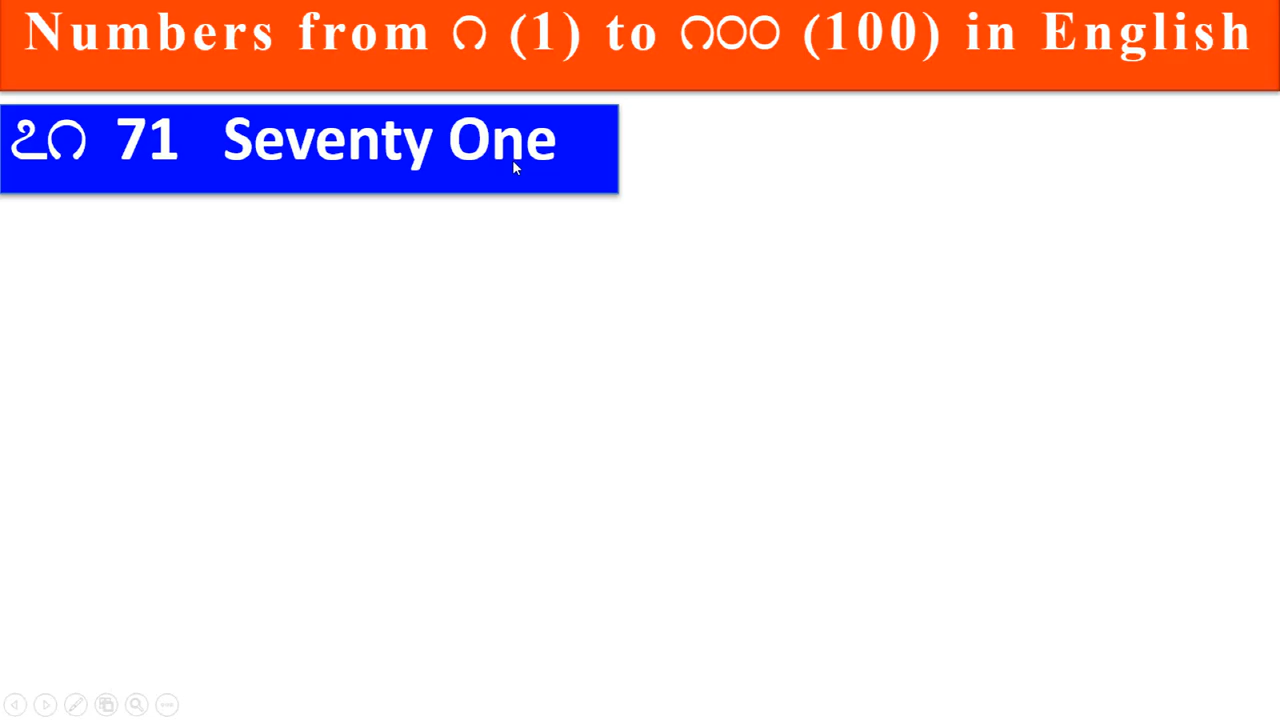 Numbers from ೧ (1) to ೧೦೦ (100) in English
೭೧ 71 Seventy One